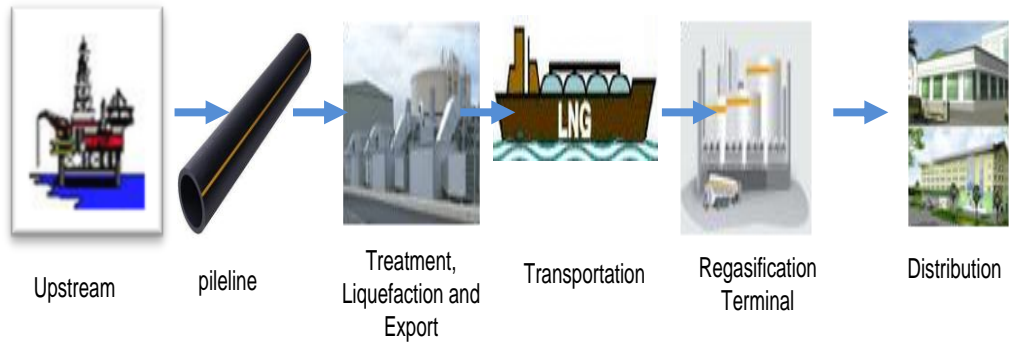 LNG
Upstream
pileline
Treatment,
Liquefaction and
Export
Transportation
Regasification
Terminal
Distribution